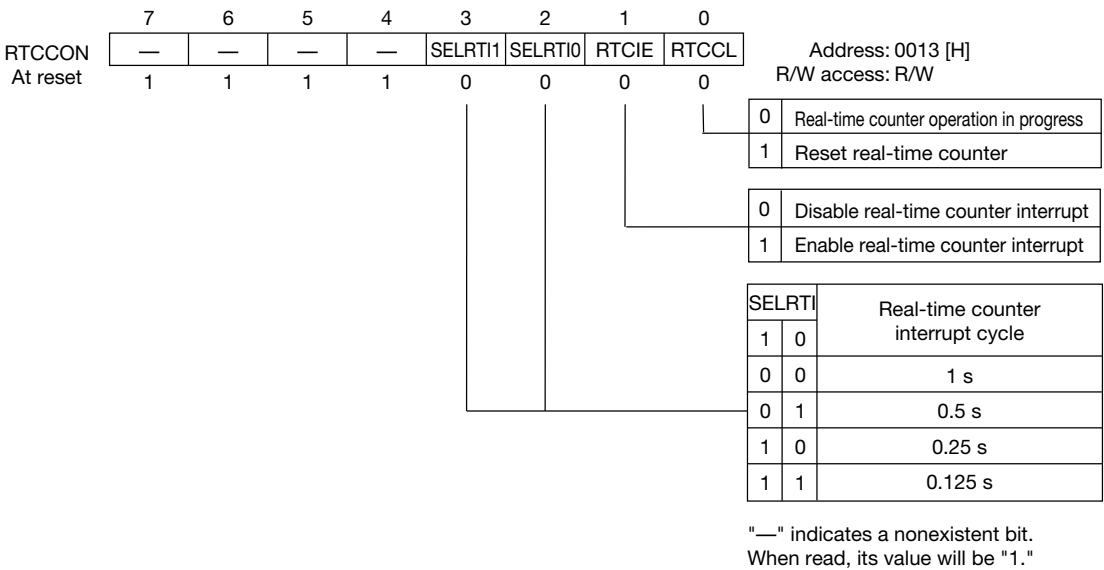 7 6 5 4 3 2 1 0
RTCCON — — — — SELRTI1 SELRTI0 RTCIE RTCCL Address: 0013 [H]
At reset 1 1 1 1 0 0 0 0 R/W access: R/W
0 Real-time counter operation in progress
1 Reset real-time counter
0 Disable real-time counter interrupt
1 Enable real-time counter interrupt
SELRTI Real-time counter
1 0 interrupt cycle
0 0 1 s
0 1 0.5 s
1 0 0.25 s
1 1 0.125 s
"—" indicates a nonexistent bit.
When read, its value will be "1."